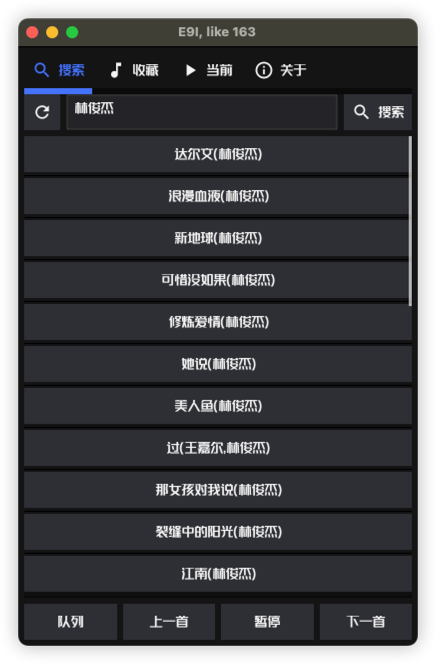 E9I, like 163
搜索 收藏 当前 关于
林俊杰 搜索
达尔文(林俊杰)
浪漫血液(林俊杰)
新地球(林俊杰)
可惜没如果(林俊杰)
修炼爱情(林俊杰)
她说(林俊杰)
美人鱼(林俊杰)
过(王嘉尔,林俊杰)
那女孩对我说(林俊杰)
裂缝中的阳光(林俊杰)
江南(林俊杰)
队列 上一首 暂停 下一首